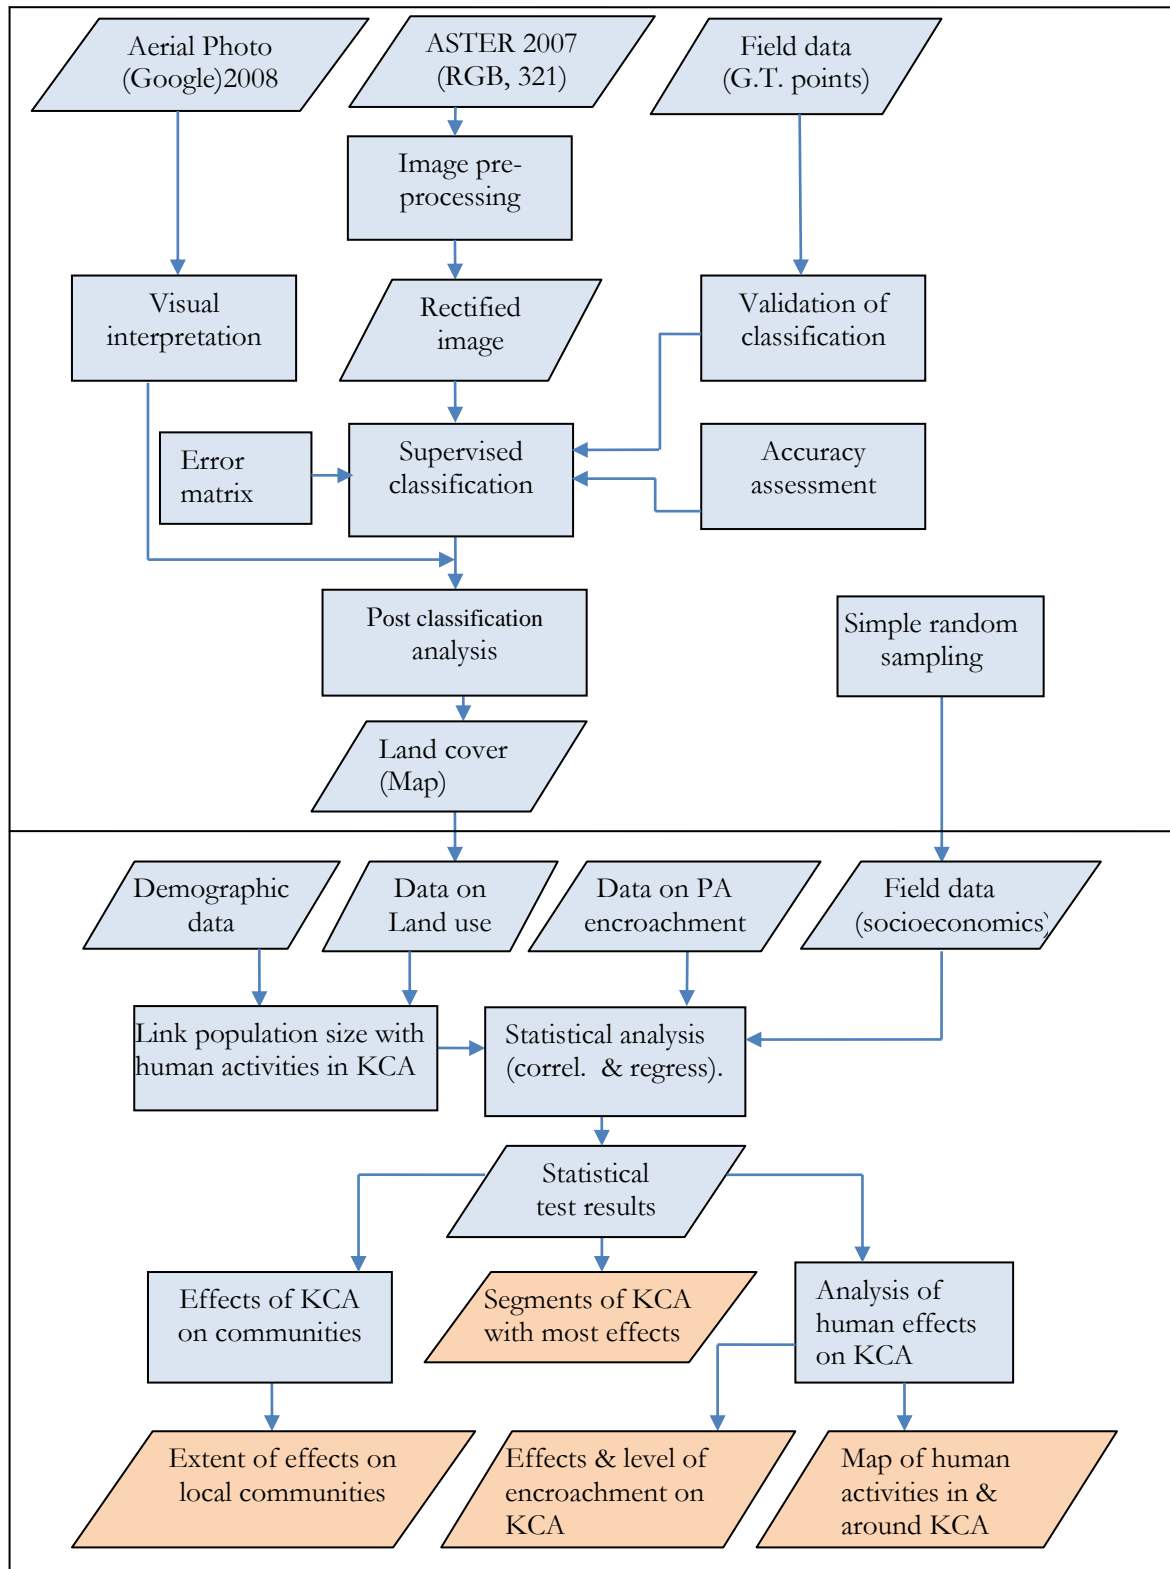 Aerial Photo
(Google)2008
ASTER 2007
(RGB, 321)
Field data
(G.T. points)
Image pre-
processing
Visual
interpretation
Rectified
image
Validation of
classification
Error
matrix
Supervised
classification
Accuracy
assessment
Post classification
analysis
Simple random
sampling
Land cover
(Map)
Demographic
data
Data on
Land use
Data on PA
encroachment
Field data
(socioeconomics)
Link population size with
human activities in KCA
Statistical analysis
(correl. & regress).
Statistical
test results
Effects of KCA
on communities
Segments of KCA
with most effects
Analysis of
human effects
on KCA
Extent of effects on
local communities
Effects & level of
encroachment on
KCA
Map of human
activities in &
around KCA